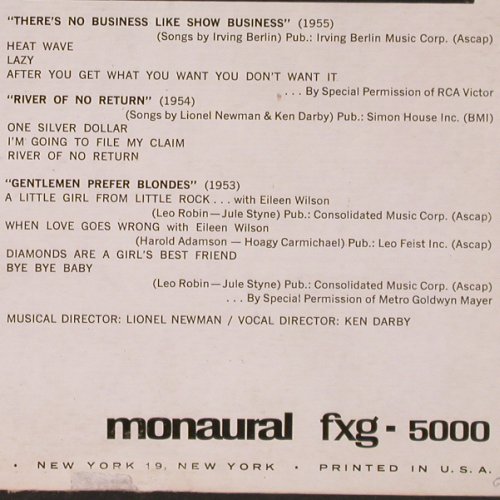 "THERE'S NO BUSINESS LIKE SHOW BUSINESS" (1955)
(Songs by Irving Berlin) Pub.: Irving Berlin Music Corp. (Ascap)
HEAT WAVE
LAZY
AFTER YOU GET WHAT YOU WANT YOU DON'T WANT IT
. . . By Special Permission of RCA Victor
"RIVER OF NO RETURN" (1954)
(Songs by Lionel Newman & Ken Darby) Pub.: Simon House Inc. (BMI)
ONE SILVER DOLLAR
I'M GOING TO FILE MY CLAIM
RIVER OF NO RETURN
"GENTLEMEN PREFER BLONDES" (1953)
A LITTLE GIRL FROM LITTLE ROCK . . . with Eileen Wilson
(Leo Robin—Jule Styne) Pub.: Consolidated Music Corp. (Ascap)
WHEN LOVE GOES WRONG with Eileen Wilson
(Harold Adamson — Hoagy Carmichael) Pub.: Leo Feist Inc. (Ascap)
DIAMONDS ARE A GIRL'S BEST FRIEND
BYE BYE BABY
(Leo Robin—Jule Styne) Pub.: Consolidated Music Corp. (Ascap)
. . . By Special Permission of Metro Goldwyn Mayer
MUSICAL DIRECTOR: LIONEL NEWMAN / VOCAL DIRECTOR: KEN DARBY
monaural fxg - 5000
• NEW YORK 19, NEW YORK • PRINTED IN U.S.A.